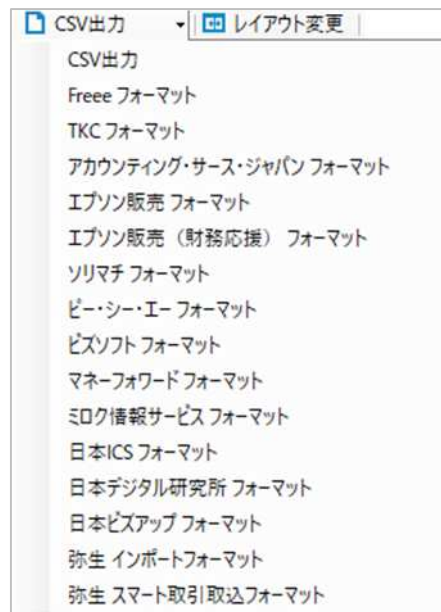 CSV出力 レイアウト変更
CSV出力
Freee フォーマット
TKC フォーマット
アカウンティング・サース・ジャパン フォーマット
エプソン販売 フォーマット
エプソン販売（財務応援） フォーマット
ソリマチ フォーマット
ピー・シー・エー フォーマット
ビズソフト フォーマット
マネーフォワード フォーマット
ミロク情報サービス フォーマット
日本ICS フォーマット
日本デジタル研究所 フォーマット
日本ビズアップ フォーマット
弥生 インポートフォーマット
弥生 スマート取引取込フォーマット